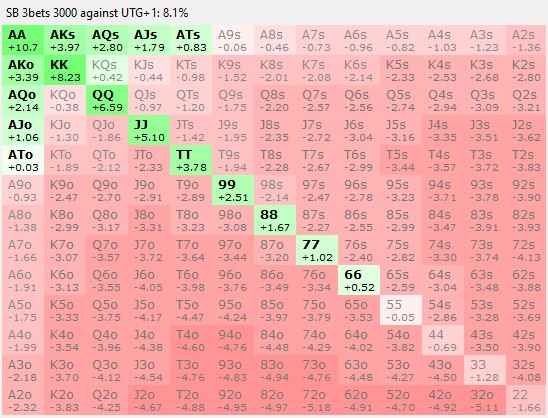 SB 3bets 3000 against UTG+1: 8.1%
AA AKs AQs AJs ATs A9s A8s A7s A6s A5s A4s A3s A2s
+10.7 +3.97 +2.80 +1.79 +0.83 -0.06 -0.46 -0.73 -0.96 -0.82 -1.03 -1.23 -1.36
AKo KK KQs KJs KTs K9s K8s K7s K6s K5s K4s K3s K2s
+3.39 +8.23 +0.42 -0.44 -0.98 -1.52 -2.01 -2.08 -2.14 -2.33 -2.53 -2.68 -2.80
AQo KQo QQ QJs QTs Q9s Q8s Q7s Q6s Q5s Q4s Q3s Q2s
+2.14 -0.38 +6.59 -0.97 -1.20 -1.75 -2.20 -2.57 -2.56 -2.74 -2.94 -3.09 -3.21
AJo KJo QJo JJ JTs J9s J8s J7s J6s J5s J4s J3s J2s
+1.06 -1.30 -1.86 +5.10 -1.42 -1.95 -2.35 -2.72 -3.04 -3.16 -3.35 -3.51 -3.62
ATo KTo QTo JTo TT T9s T8s T7s T6s T5s T4s T3s T2s
+0.03 -1.89 -2.12 -2.33 +3.78 -1.94 -2.28 -2.67 -2.99 -3.44 -3.57 -3.72 -3.83
A9o K9o Q9o J9o T9o 99 98s 97s 96s 95s 94s 93s 92s
-0.93 -2.47 -2.70 -2.91 -2.89 +2.51 -2.14 -2.47 -2.78 -3.23 -3.71 -3.78 -3.90
A8o K8o Q8o J8o T8o 98o 88 87s 86s 85s 84s 83s 82s
-1.38 -2.99 -3.17 -3.31 -3.23 -3.08 +1.67 -2.27 -2.55 -2.99 -3.47 -3.91 -3.93
A7o K7o Q7o J7o T7o 97o 87o 77 76s 75s 74s 73s 72s
-1.66 -3.07 -3.57 -3.72 -3.64 -3.44 -3.20 +1.02 -2.40 -2.82 -3.30 -3.74 -4.13
A6o K6o Q6o J6o T6o 96o 86o 76o 66 65s 64s 63s 62s
-1.91 -3.13 -3.55 -4.05 -3.98 -3.76 -3.49 -3.34 +0.52 -2.59 -3.04 -3.48 -3.88
A5o K5o Q5o J5o T5o 95o 85o 75o 65o 55 54s 53s 52s
-1.75 -3.33 -3.75 -4.17 -4.47 -4.24 -3.97 -3.79 -3.53 -0.05 -2.86 -3.28 -3.69
A4o K4o Q4o J4o T4o 94o 84o 74o 64o 54o 44 43s 42s
-1.99 -3.54 -3.96 -4.38 -4.60 -4.76 -4.48 -4.29 -4.02 -3.82 -0.69 -3.50 -3.90
A3o K3o Q3o J3o T3o 93o 83o 73o 63o 53o 43o 33 32s
-2.18 -3.70 -4.12 -4.54 -4.76 -4.83 -4.94 -4.76 -4.48 -4.27 -4.50 -1.28 -4.08
A2o K2o Q2o J2o T2o 92o 82o 72o 62o 52o 42o 32o 22
-2.32 -3.83 -4.25 -4.67 -4.88 -4.95 -4.97 -5.18 -4.91 -4.70 -4.92 -5.11 -1.66